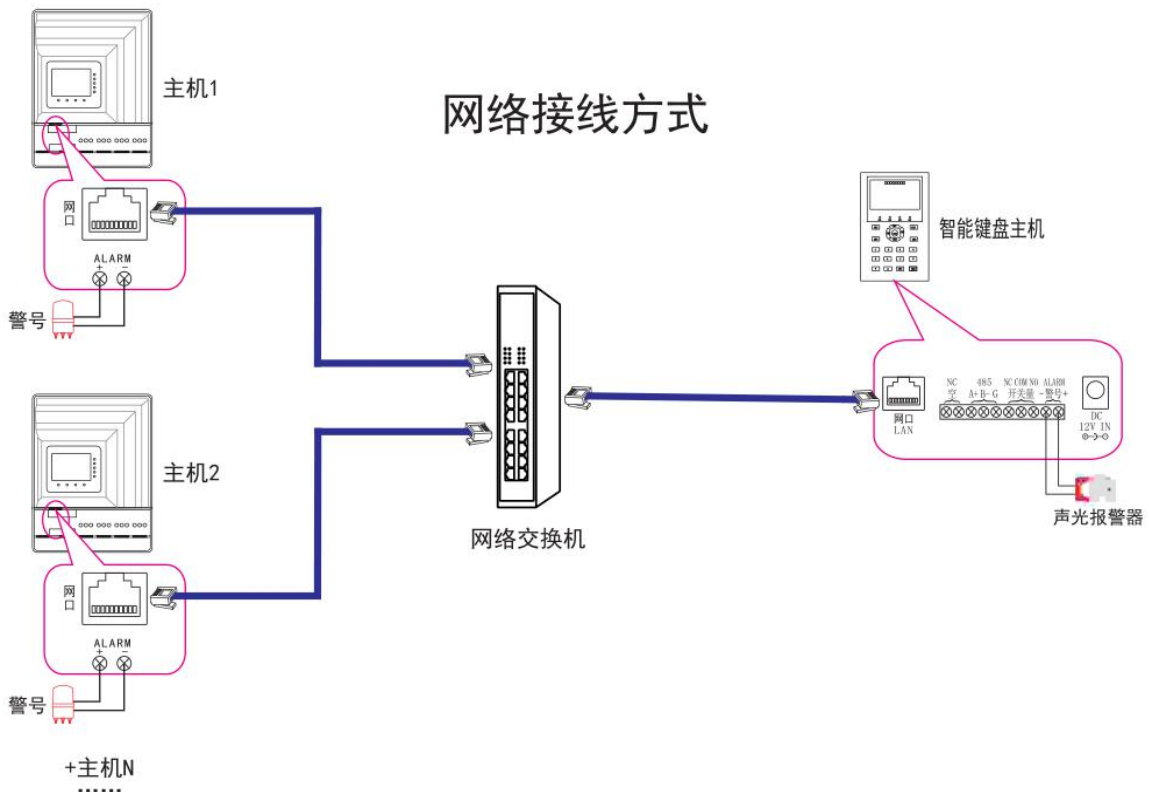 网络接线方式
主机1
网口
ALARM
+ -
警号
主机2
网口
ALARM
+ -
警号
+主机N
......
网络交换机
智能键盘主机
NC 485 NC COM NO ALARM
空 A+ B- G 开关量 -警号+
网口
LAN
DC
12V IN
声光报警器